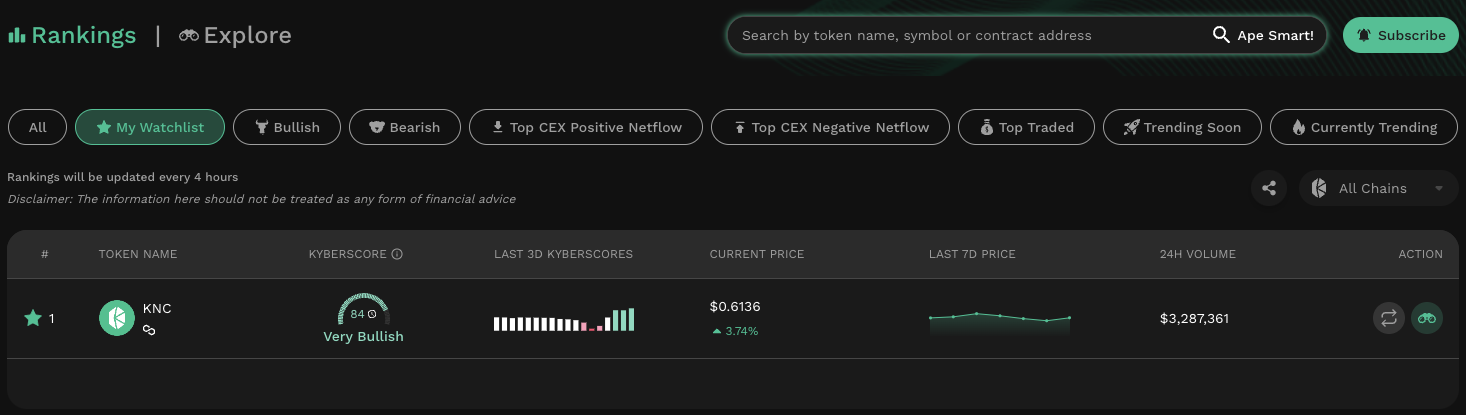 Rankings | Explore
Search by token name, symbol or contract address Ape Smart! Subscribe
All My Watchlist Bullish Bearish Top CEX Positive Netflow Top CEX Negative Netflow Top Traded Trending Soon Currently Trending
Rankings will be updated every 4 hours
Disclaimer: The information here should not be treated as any form of financial advice
All Chains
# TOKEN NAME KYBERSCORE LAST 3D KYBERSCORES CURRENT PRICE LAST 7D PRICE 24H VOLUME ACTION
1 KNC 84 Very Bullish $0.6136 3.74% $3,287,361